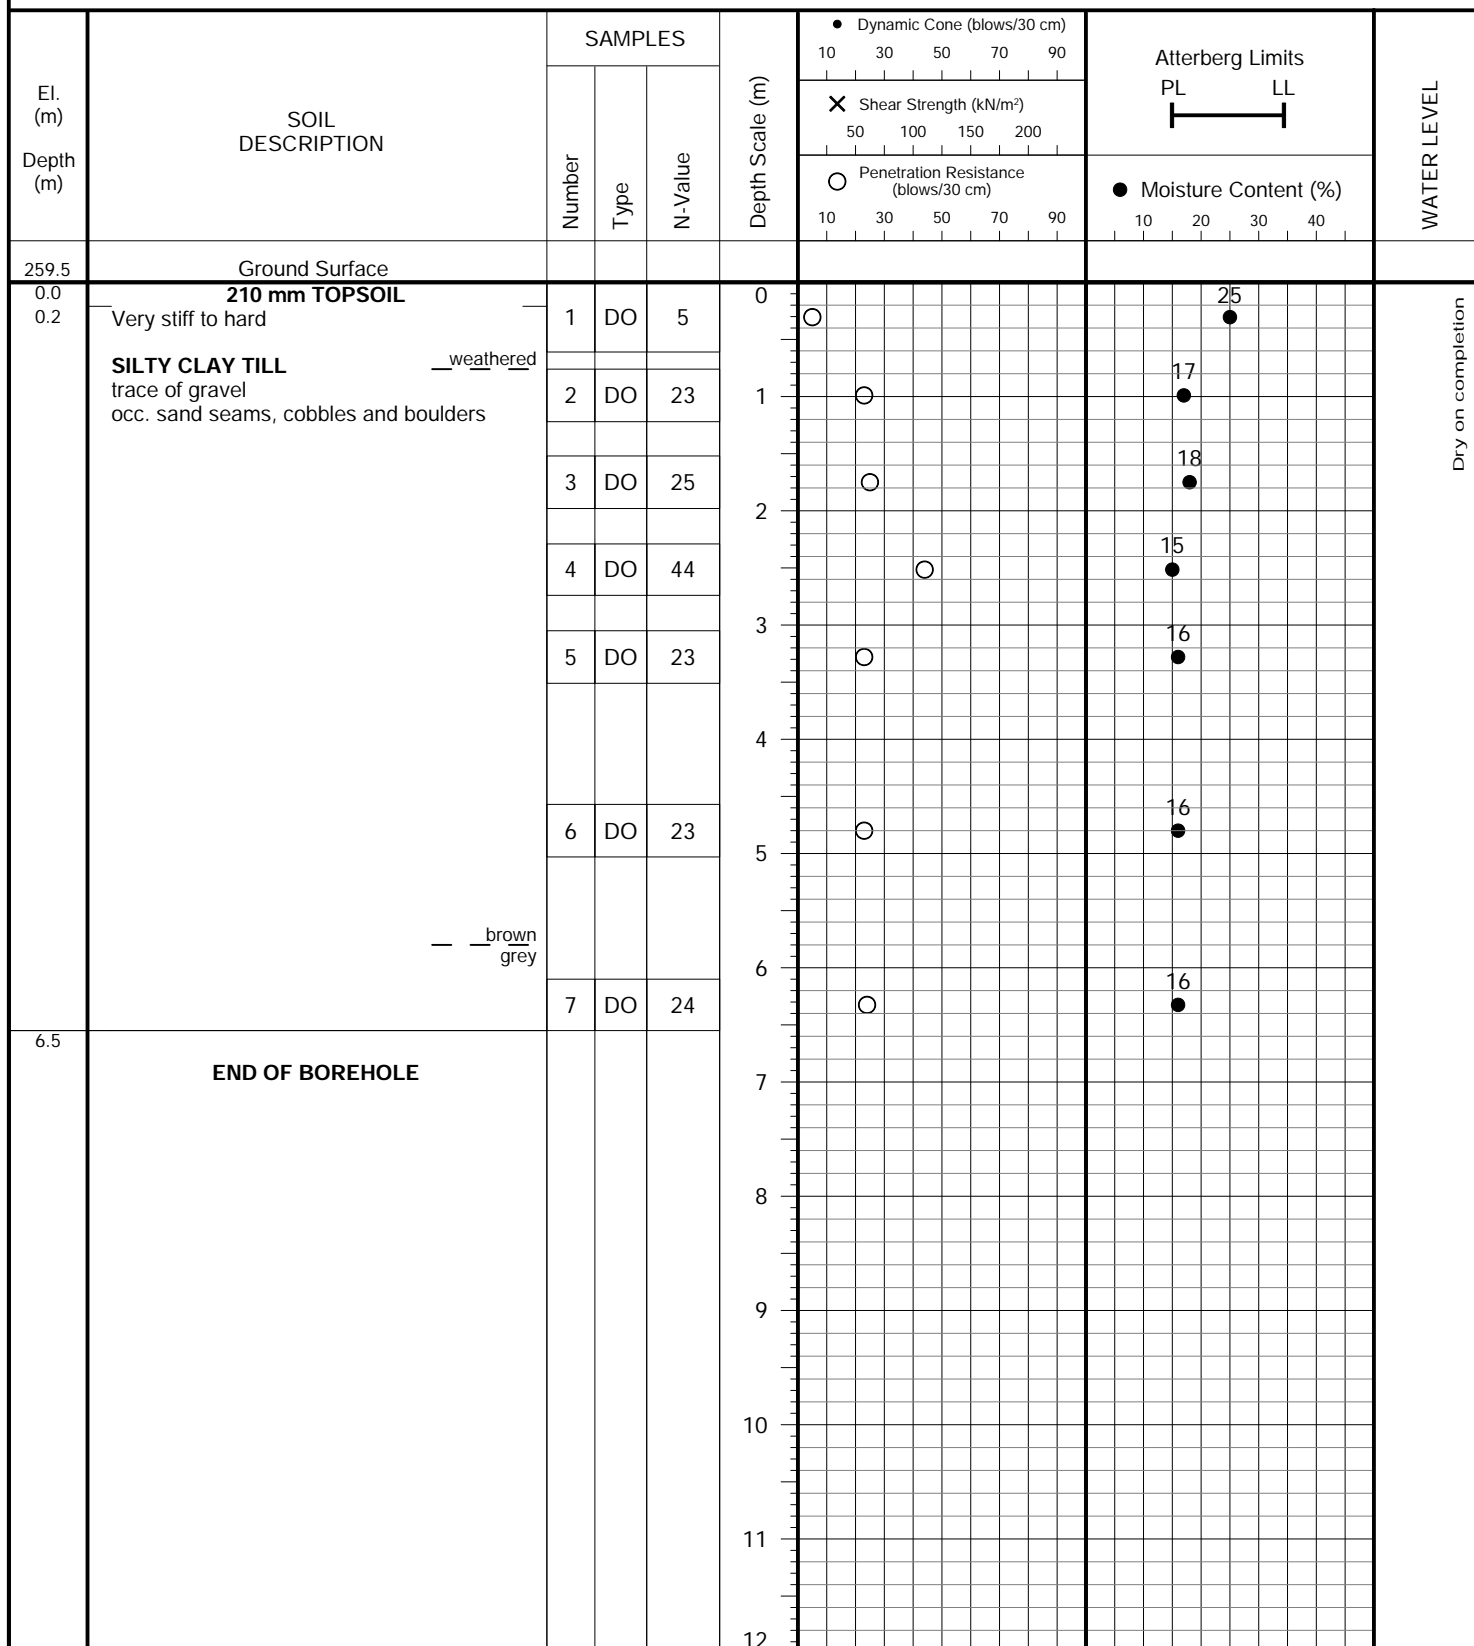 El.
(m)
Depth
(m)
SOIL
DESCRIPTION
SAMPLES
Number
Type
N-Value
Depth Scale (m)
● Dynamic Cone (blows/30 cm)
10 30 50 70 90
✕ Shear Strength (kN/m²)
50 100 150 200
○ Penetration Resistance
(blows/30 cm)
10 30 50 70 90
Atterberg Limits
PL LL
● Moisture Content (%)
10 20 30 40
WATER LEVEL
259.5 Ground Surface
0.0 210 mm TOPSOIL 0 25
0.2 Very stiff to hard 1 DO 5
weathered
SILTY CLAY TILL
17
trace of gravel
2 DO 23 1
occ. sand seams, cobbles and boulders
18
3 DO 25
2
15
4 DO 44
3
16
5 DO 23
4
16
6 DO 23
5
brown
grey
6
16
7 DO 24
6.5
END OF BOREHOLE
7
8
9
10
11
12
Dry on completion